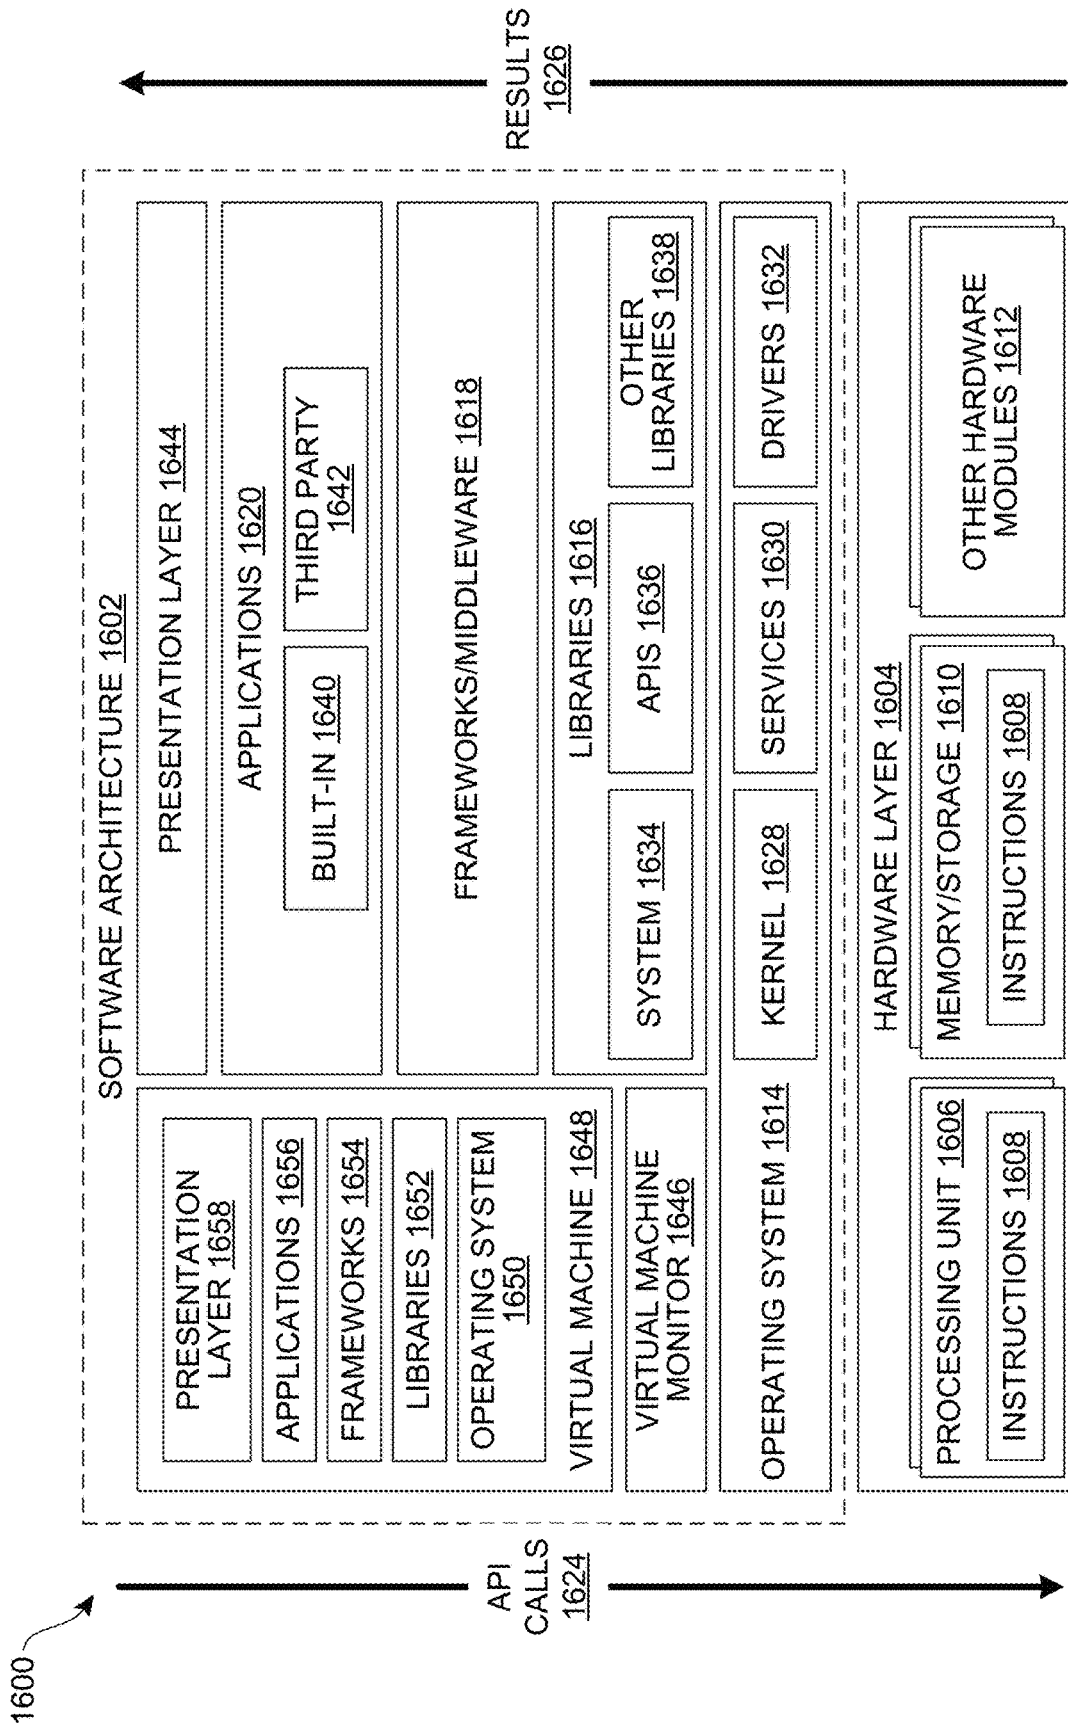 1600
SOFTWARE ARCHITECTURE 1602
PRESENTATION
LAYER 1658
APPLICATIONS 1656
FRAMEWORKS 1654
LIBRARIES 1652
OPERATING SYSTEM
1650
VIRTUAL MACHINE 1648
VIRTUAL MACHINE
MONITOR 1646
PRESENTATION LAYER 1644
APPLICATIONS 1620
BUILT-IN 1640
THIRD PARTY
1642
FRAMEWORKS/MIDDLEWARE 1618
LIBRARIES 1616
SYSTEM 1634
APIS 1636
OTHER
LIBRARIES 1638
OPERATING SYSTEM 1614
KERNEL 1628
SERVICES 1630
DRIVERS 1632
API
CALLS
1624
RESULTS
1626
HARDWARE LAYER 1604
PROCESSING UNIT 1606
INSTRUCTIONS 1608
MEMORY/STORAGE 1610
INSTRUCTIONS 1608
OTHER HARDWARE
MODULES 1612